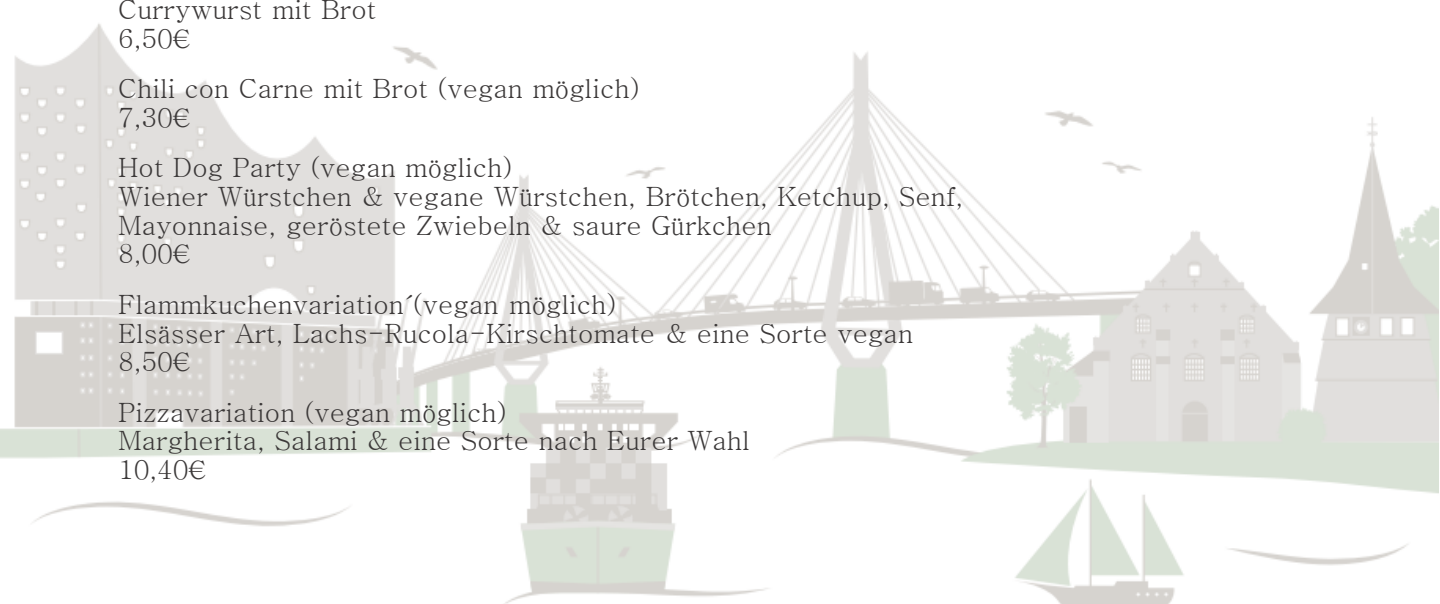 Currywurst mit Brot
6,50€
Chili con Carne mit Brot (vegan möglich)
7,30€
Hot Dog Party (vegan möglich)
Wiener Würstchen & vegane Würstchen, Brötchen, Ketchup, Senf,
Mayonnaise, geröstete Zwiebeln & saure Gürkchen
8,00€
Flammkuchenvariation´(vegan möglich)
Elsässer Art, Lachs-Rucola-Kirschtomate & eine Sorte vegan
8,50€
Pizzavariation (vegan möglich)
Margherita, Salami & eine Sorte nach Eurer Wahl
10,40€